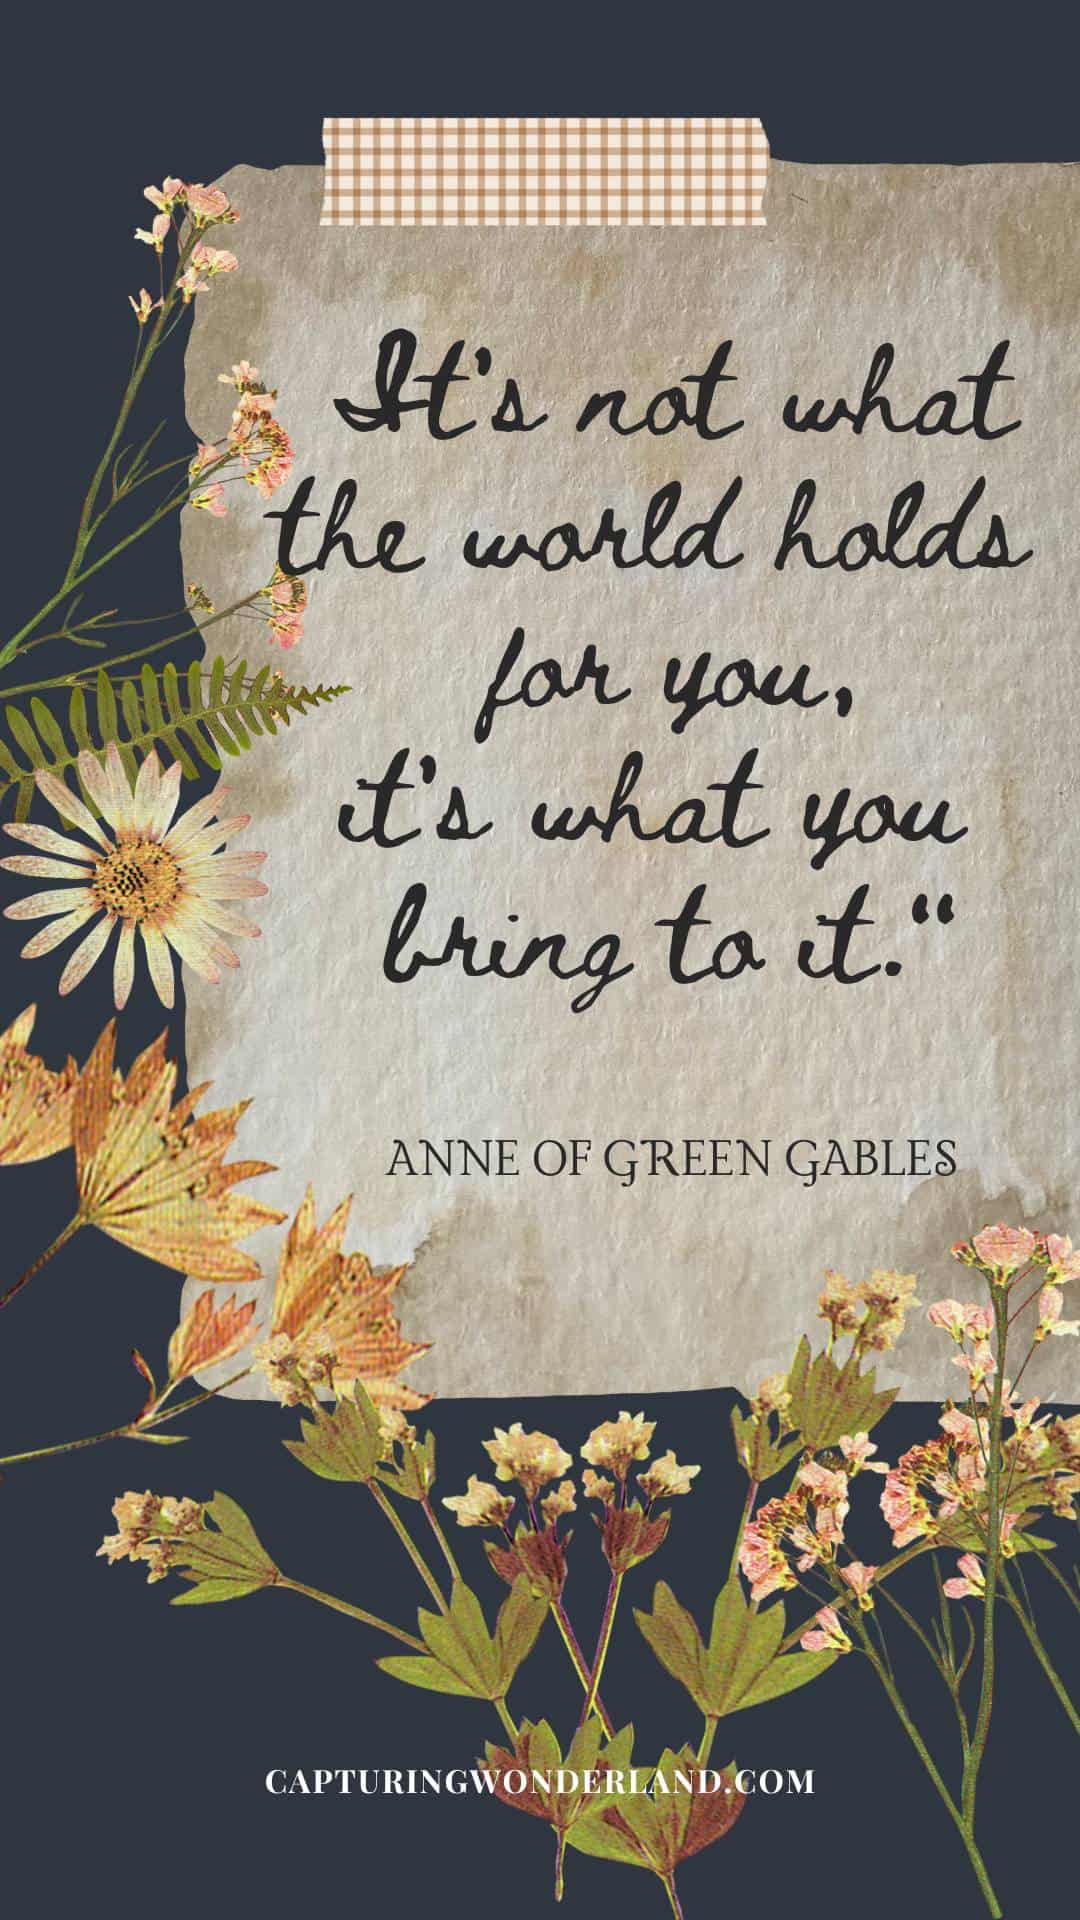 It's not what
the world holds
for you,
it's what you
bring to it.“
ANNE OF GREEN GABLES
CAPTURINGWONDERLAND.COM